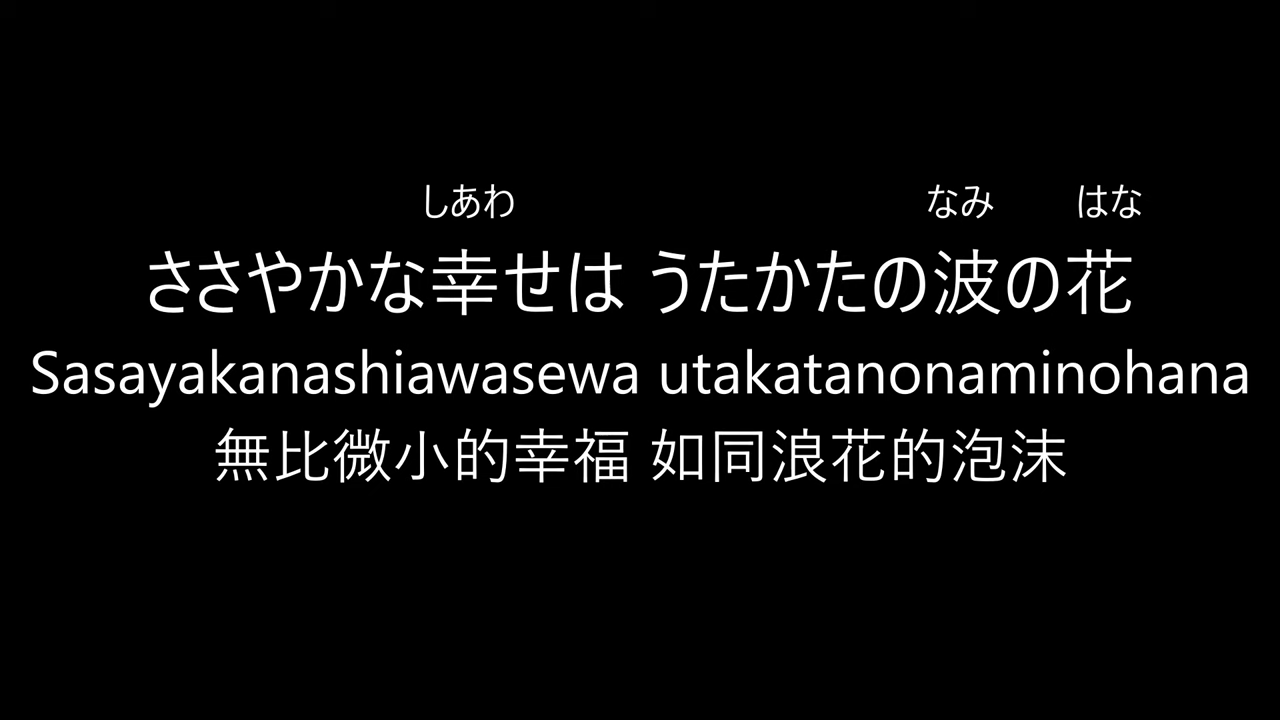 しあわ なみ はな
ささやかな幸せは うたかたの波の花
Sasayakanashiawasewa utakatanonaminohana
無比微小的幸福 如同浪花的泡沫